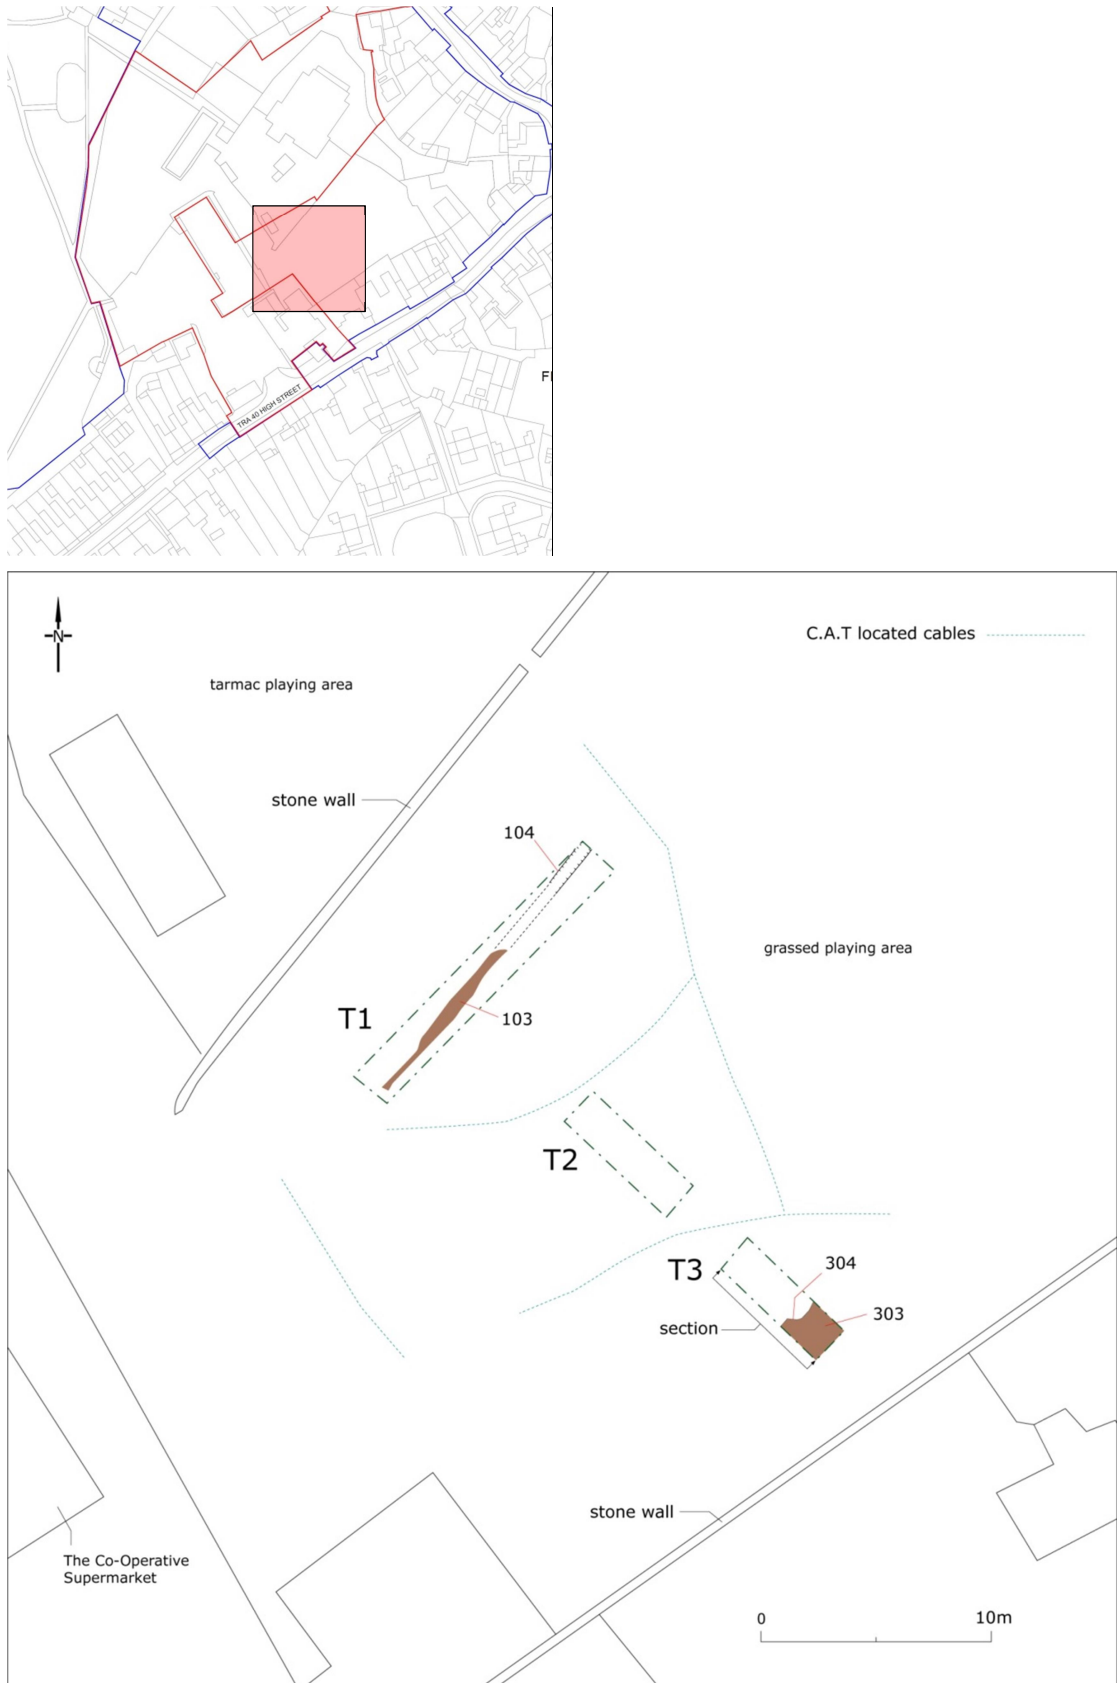 FI
TRA 40 HIGH STREET
N
C.A.T located cables
tarmac playing area
stone wall
104
grassed playing area
T1
103
T2
T3
304
303
section
stone wall
The Co-Operative
Supermarket
0
10m